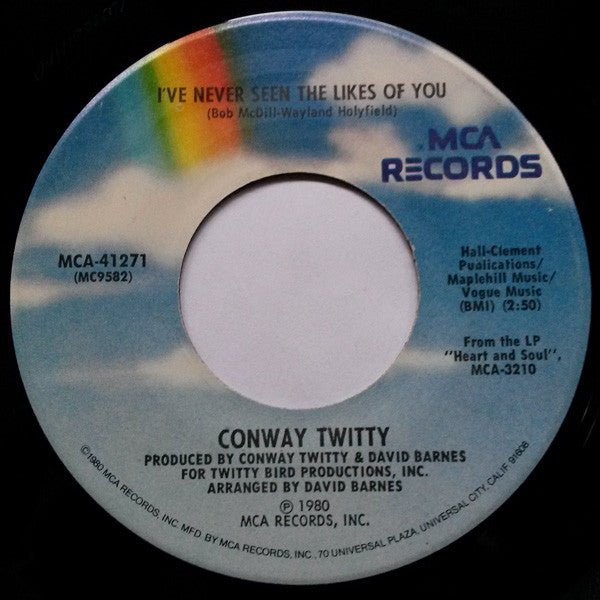 I'VE NEVER SEEN THE LIKES OF YOU
(Bob McDill-Wayland Holyfield)
MCA
RECORDS
MCA-41271
(MC9582)
Hall-Clement
Publications/
Maplehill Music/
Vogue Music
(BMI) (2:50)
From the LP
"Heart and Soul",
MCA-3210
CONWAY TWITTY
PRODUCED BY CONWAY TWITTY & DAVID BARNES
FOR TWITTY BIRD PRODUCTIONS, INC.
ARRANGED BY DAVID BARNES
℗ 1980
MCA RECORDS, INC.
©1980 MCA RECORDS, INC. MFD. BY MCA RECORDS, INC., 70 UNIVERSAL PLAZA, UNIVERSAL CITY, CALIF. 91608